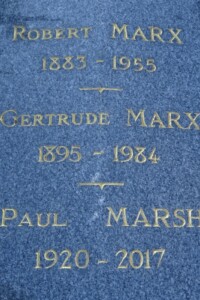 ROBERT MARX
1883 - 1955
GERTRUDE MARX
1895 - 1984
PAUL MARSH
1920 - 2017